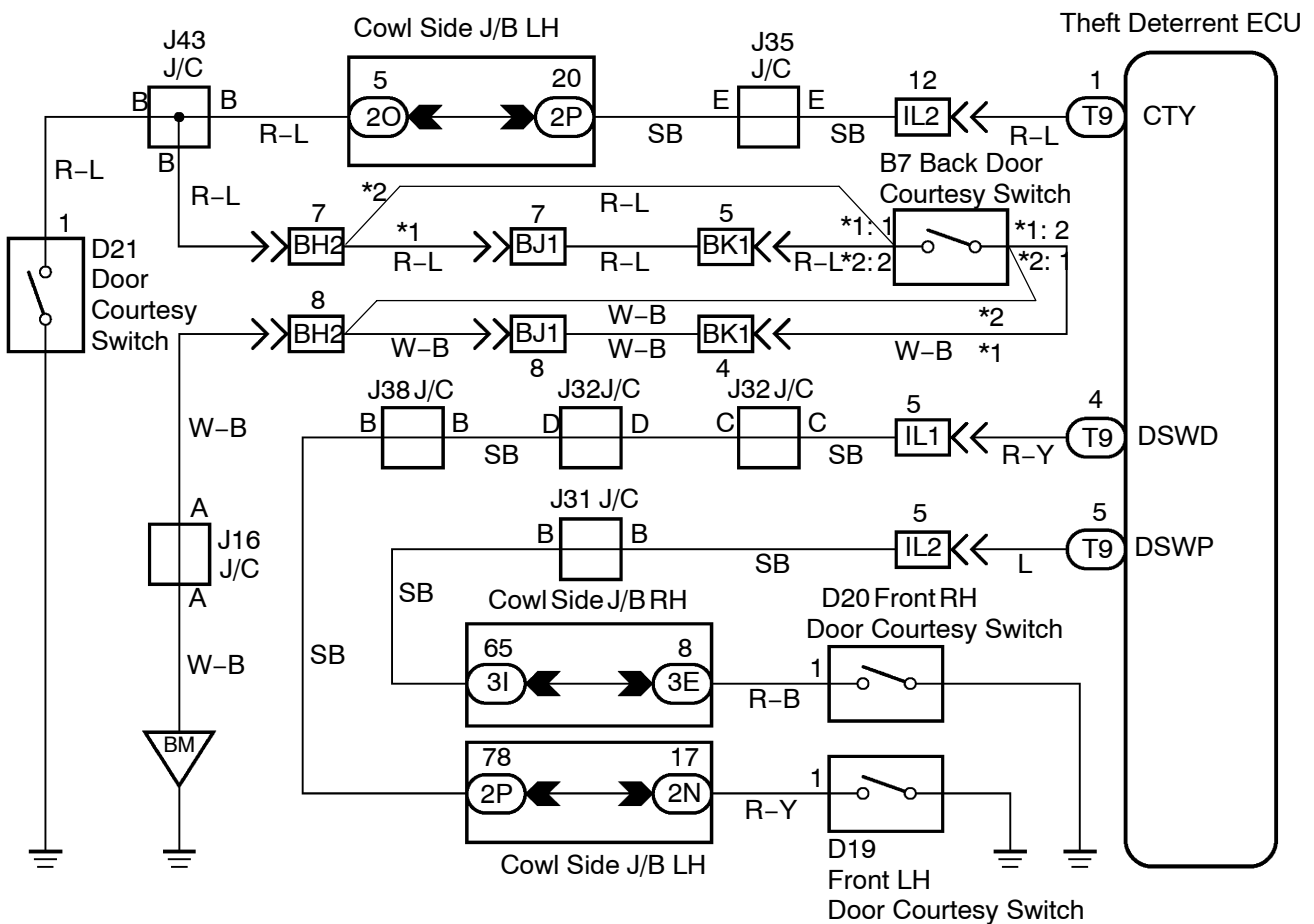 Theft Deterrent ECU
Cowl Side J/B LH
J43
J/C
J35
J/C
5
20
12
1
B
B
2O
2P
E
E
IL2
T9
CTY
R-L
SB
SB
R-L
B
B7 Back Door
Courtesy Switch
R-L
R-L
*2
R-L
1
7
*1
7
5
*1: 1
*1: 2
D21
Door
Courtesy
Switch
BH2
BJ1
BK1
R-L
R-L
R-L
*2: 2
*2: 1
8
W-B
*2
BH2
BJ1
BK1
W-B
W-B
W-B
*1
8
4
J38 J/C
J32 J/C
J32 J/C
5
4
W-B
B
B
D
D
C
C
IL1
T9
DSWD
SB
SB
R-Y
J31 J/C
A
5
5
J16
J/C
B
B
IL2
T9
DSWP
SB
L
A
SB
Cowl Side J/B RH
D20 Front RH
Door Courtesy Switch
SB
W-B
65
8
1
3I
3E
R-B
BM
78
17
1
2P
2N
R-Y
Cowl Side J/B LH
D19
Front LH
Door Courtesy Switch